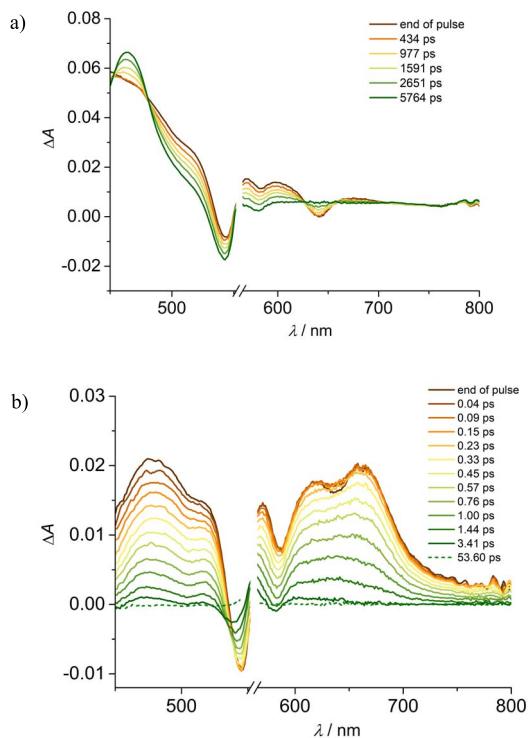 a)
0.08
0.06
0.04
0.02
0.00
-0.02
ΔA
end of pulse
434 ps
977 ps
1591 ps
2651 ps
5764 ps
500
600
700
800
λ / nm
b)
0.03
0.02
0.01
0.00
-0.01
ΔA
end of pulse
0.04 ps
0.09 ps
0.15 ps
0.23 ps
0.33 ps
0.45 ps
0.57 ps
0.76 ps
1.00 ps
1.44 ps
3.41 ps
53.60 ps
500
600
700
800
λ / nm